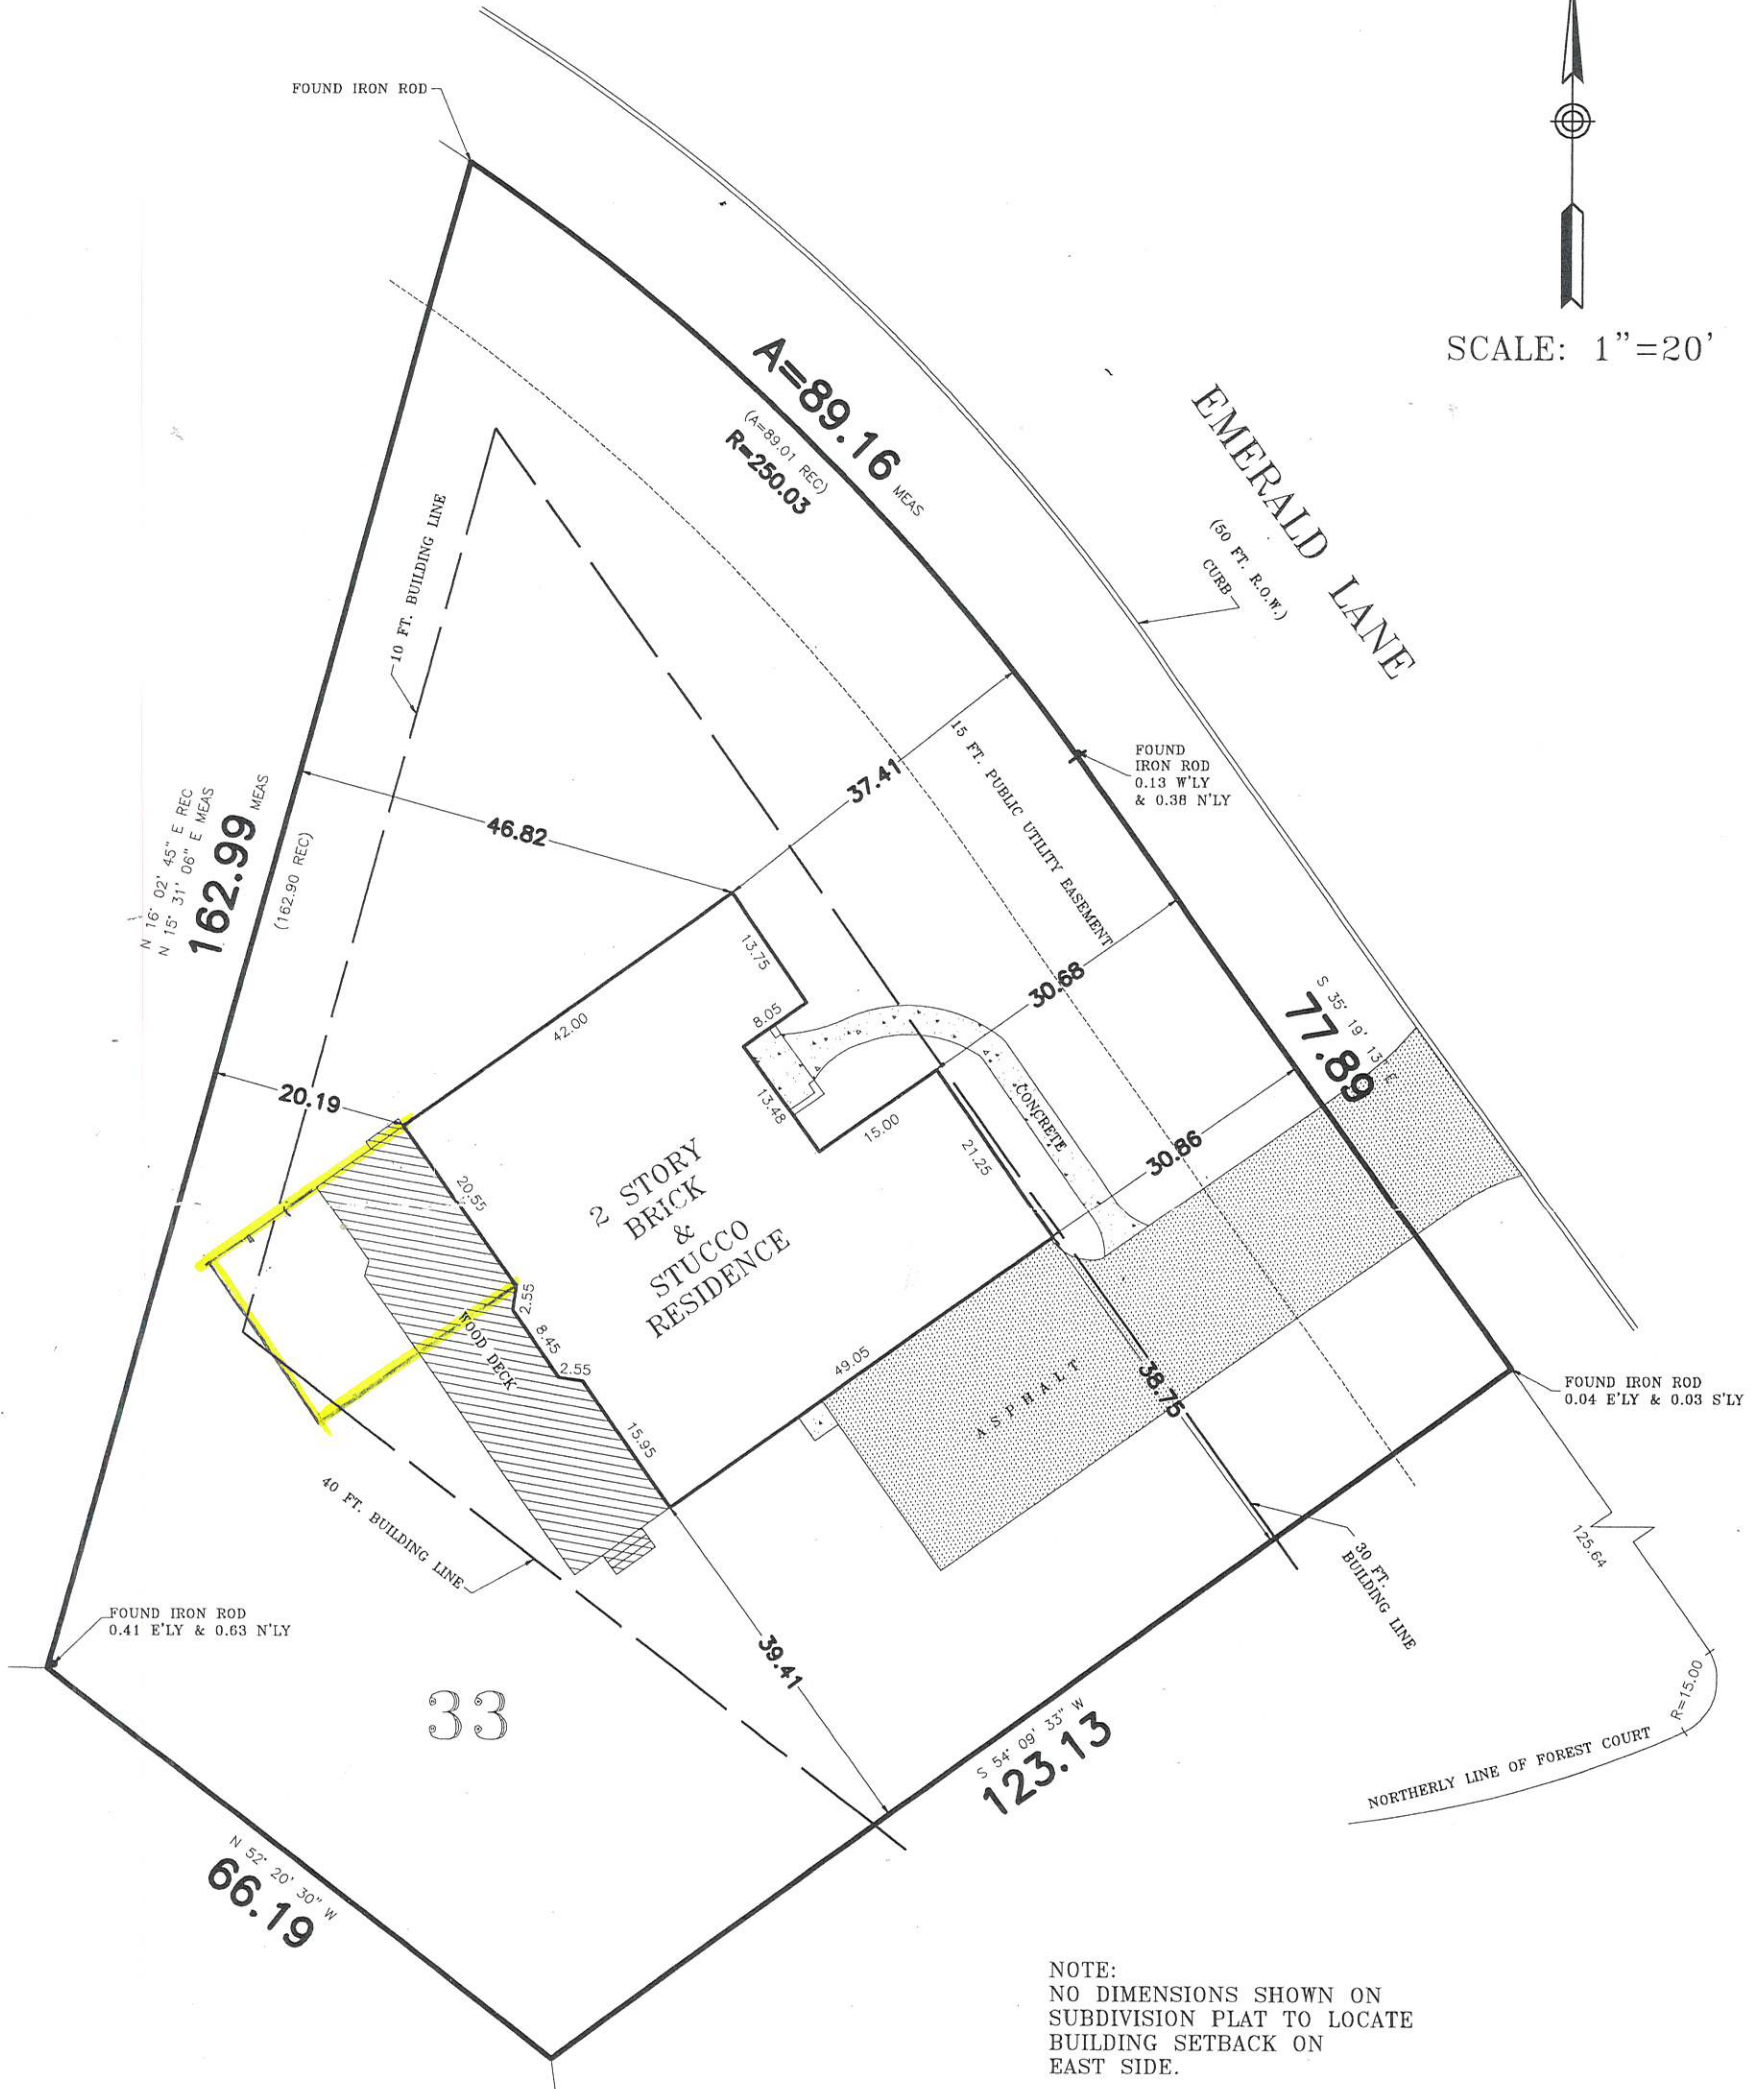 FOUND IRON ROD
SCALE: 1"=20'
A=89.16 MEAS
(A=89.01 REC)
R=250.03
EMERALD LANE
(50 FT. R.O.W.)
CURB
10 FT. BUILDING LINE
37.41
15 FT. PUBLIC UTILITY EASEMENT
FOUND
IRON ROD
0.13 W'LY
& 0.38 N'LY
46.82
N 16° 02' 45" E REC
N 15° 31' 06" E MEAS
162.99 MEAS
(162.90 REC)
13.75
8.05
42.00
30.68
S 35° 19' 13" E
77.89
20.19
13.48
15.00
CONCRETE
21.25
30.86
20.55
2 STORY
BRICK
&
STUCCO
RESIDENCE
2.55
8.45
2.55
WOOD DECK
15.95
49.05
ASPHALT
38.75
FOUND IRON ROD
0.04 E'LY & 0.03 S'LY
40 FT. BUILDING LINE
30 FT.
BUILDING LINE
125.64
FOUND IRON ROD
0.41 E'LY & 0.63 N'LY
39.41
33
R=15.00
S 54° 09' 33" W
123.13
NORTHERLY LINE OF FOREST COURT
N 52° 20' 30" W
66.19
NOTE:
NO DIMENSIONS SHOWN ON
SUBDIVISION PLAT TO LOCATE
BUILDING SETBACK ON
EAST SIDE.